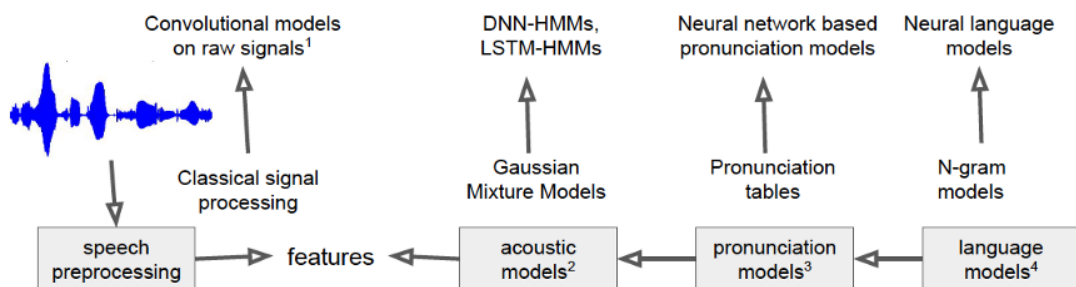 Convolutional models
on raw signals¹
DNN-HMMs,
LSTM-HMMs
Neural network based
pronunciation models
Neural language
models
Classical signal
processing
Gaussian
Mixture Models
Pronunciation
tables
N-gram
models
speech
preprocessing
features
acoustic
models²
pronunciation
models³
language
models⁴